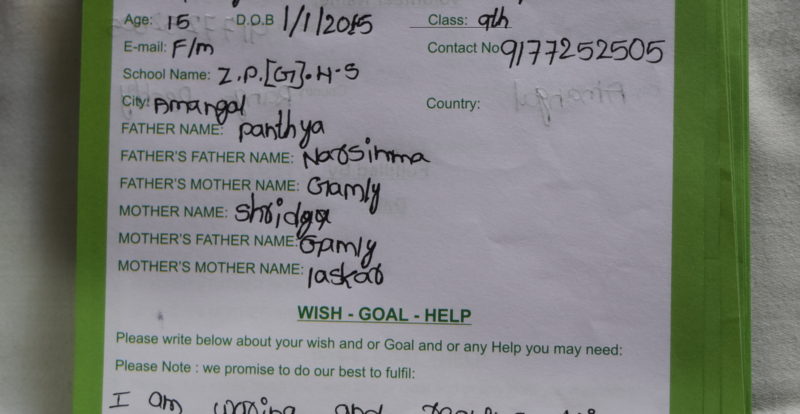 Age: 15 D.O.B 1/1/2015 Class: 9th
E-mail: F/m Contact No 9177252505
School Name: Z.P.[G].H-S
City: Amangal Country:
FATHER NAME: Panthya
FATHER'S FATHER NAME: Narsimma
FATHER'S MOTHER NAME: Gamly
MOTHER NAME:
MOTHER'S FATHER NAME: Gamly
MOTHER'S MOTHER NAME: laskar
WISH - GOAL - HELP
Please write below about your wish and or Goal and or any Help you may need:
Please Note : we promise to do our best to fulfil:
I am and